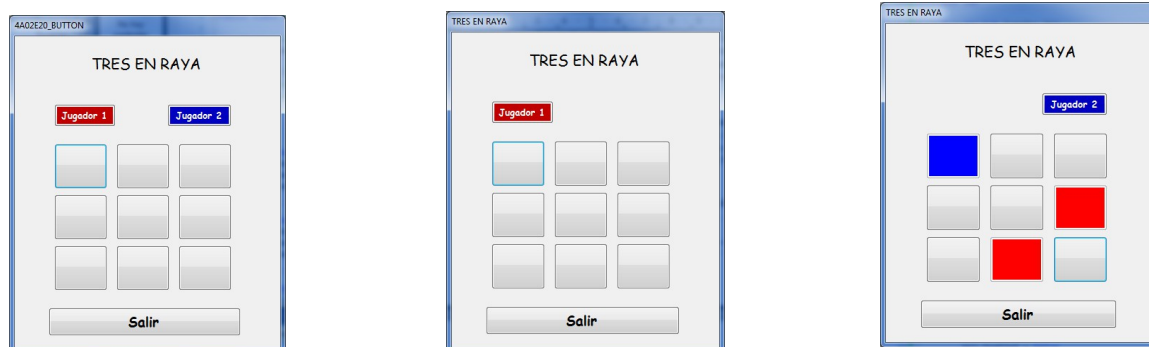 4A02E20_BUTTON
TRES EN RAYA
Jugador 1
Jugador 2
Salir
TRES EN RAYA
TRES EN RAYA
Jugador 1
Salir
TRES EN RAYA
TRES EN RAYA
Jugador 2
Salir